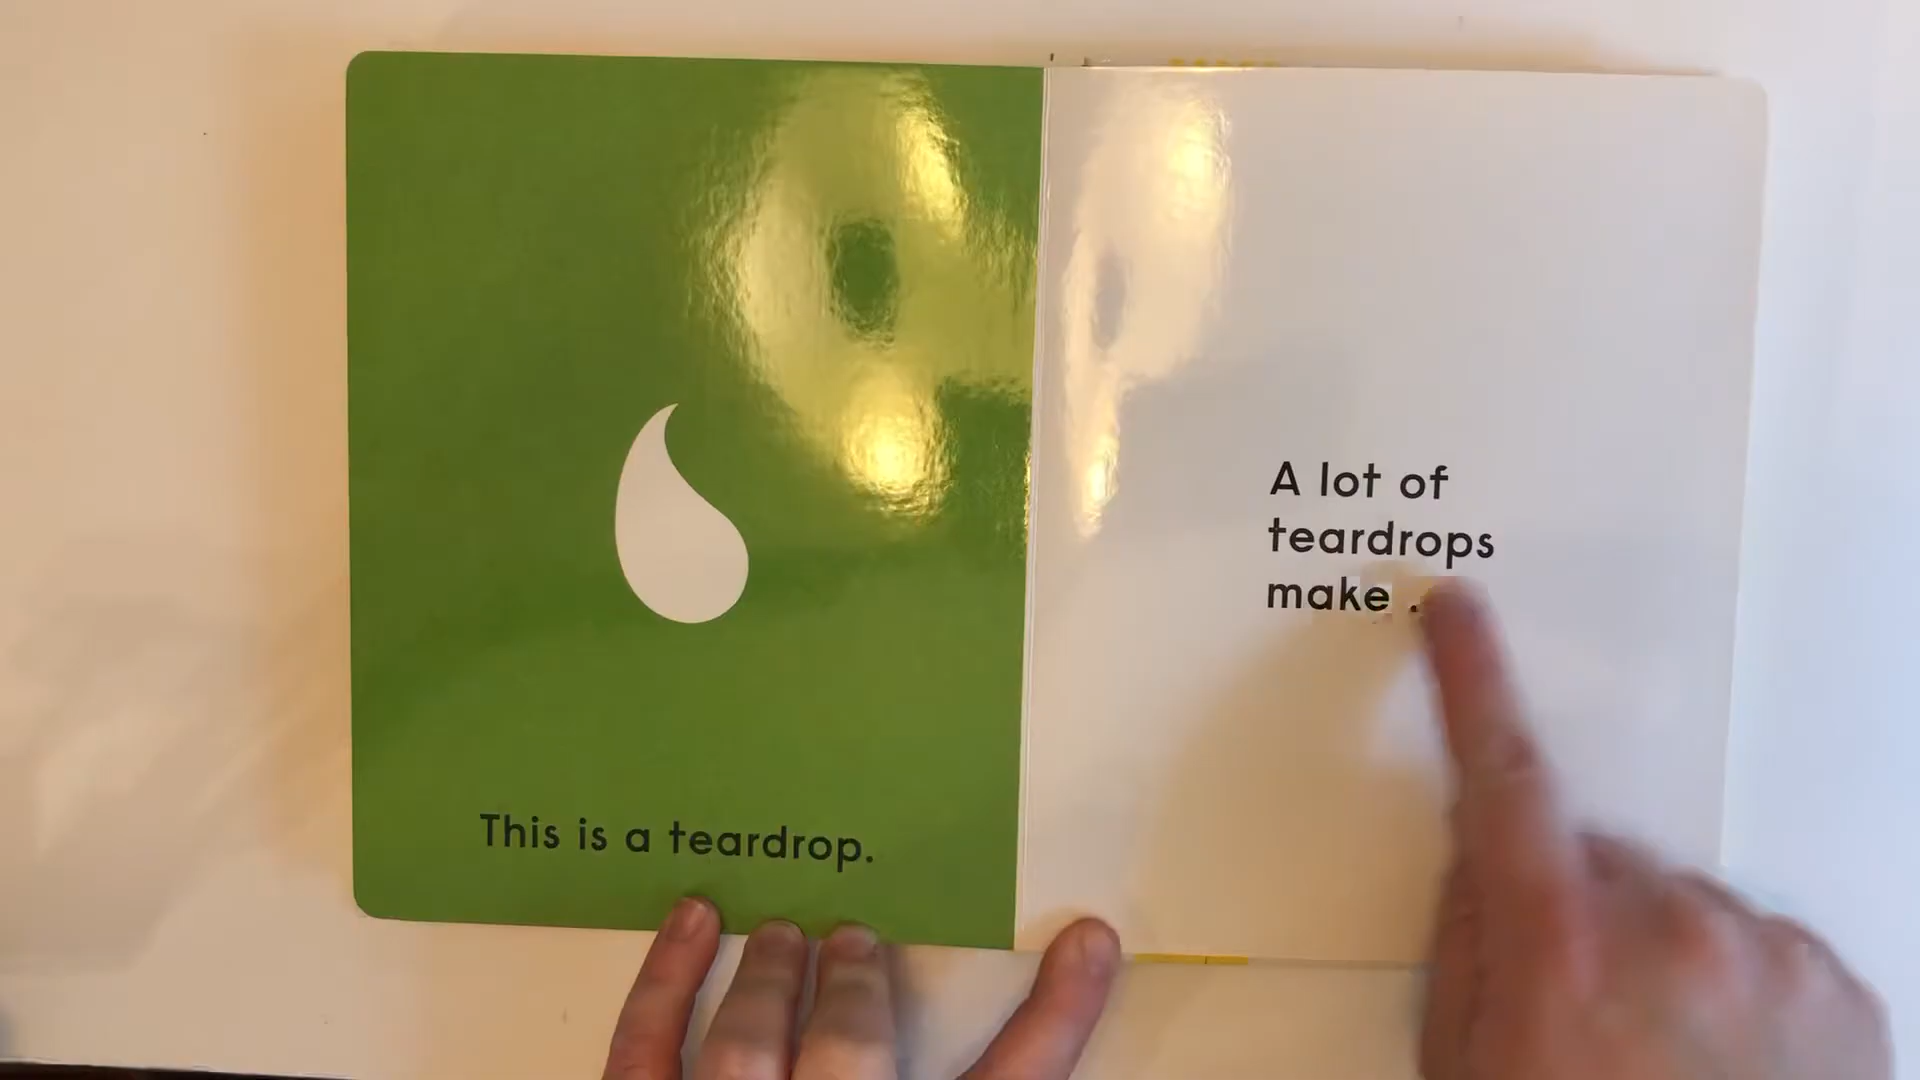 This is a teardrop.
A lot of
teardrops
make .